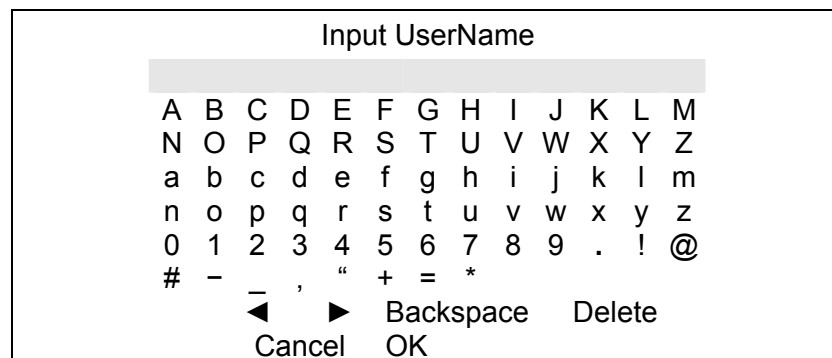 Input UserName
A B C D E F G H I J K L M
N O P Q R S T U V W X Y Z
a b c d e f g h i j k l m
n o p q r s t u v w x y z
0 1 2 3 4 5 6 7 8 9 . ! @
# − _ , “ + = *
◄ ► Backspace Delete
Cancel OK